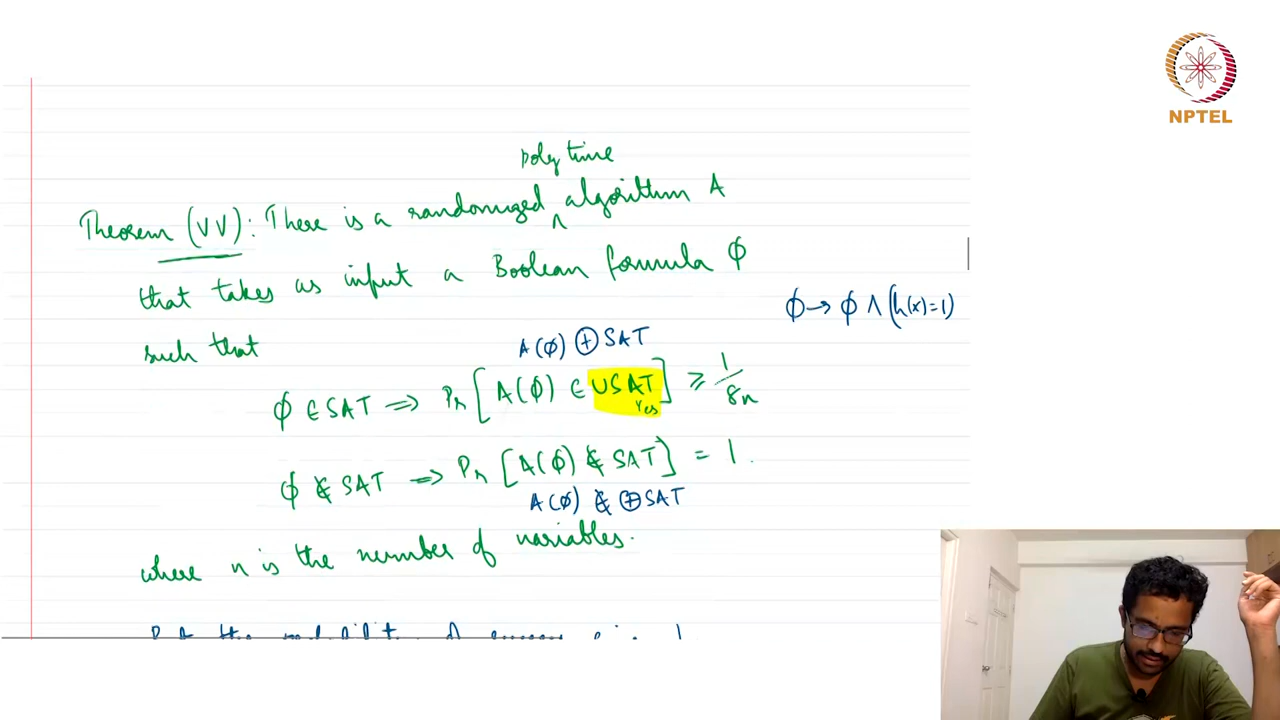 NPTEL
poly time
Theorem (VV): There is a randomized ∧ algorithm A
that takes as input a Boolean formula ϕ
ϕ → ϕ ∧ (h(x)=1)
such that
A(ϕ) ⊕SAT
ϕ ∈ SAT ⟹ Pr [A(ϕ) ∈ USAT Yes] ≥ 1/8n
ϕ ∉ SAT ⟹ Pr [A(ϕ) ∉ SAT] = 1.
A(ϕ) ∉ ⊕SAT
where n is the number of variables.